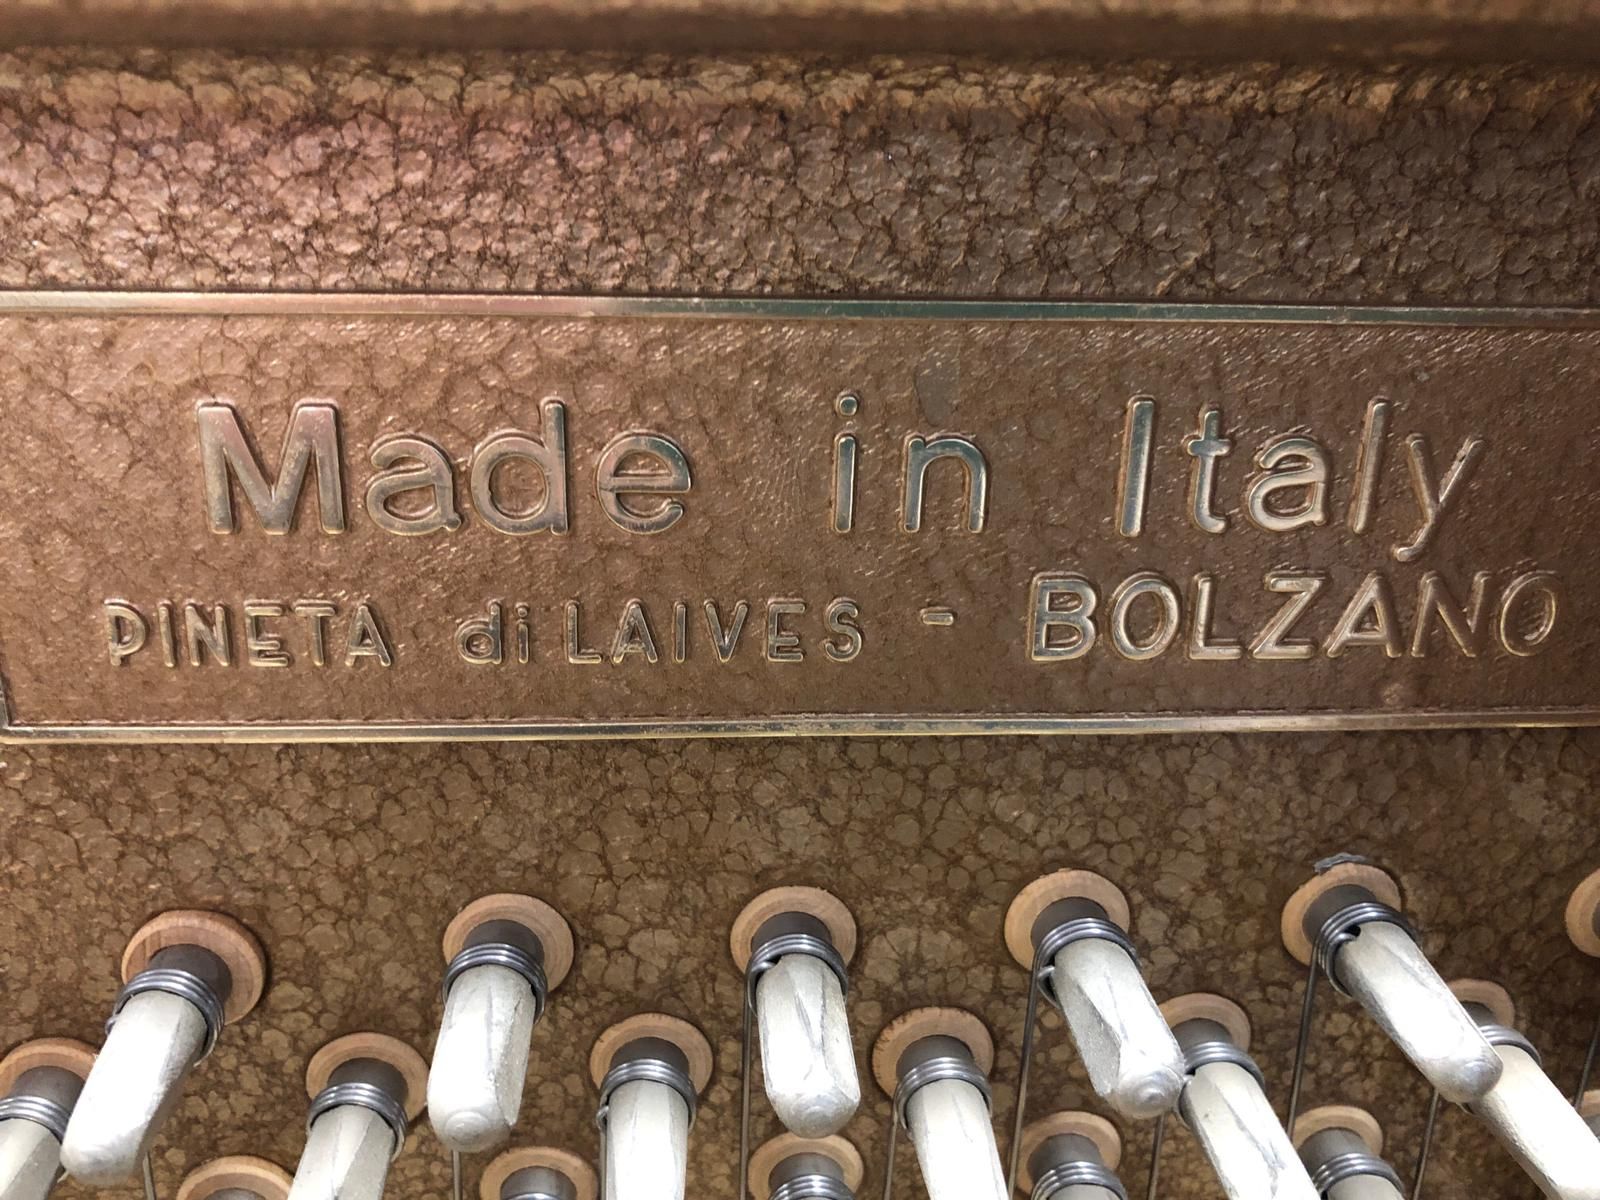 Made in Italy
PINETA di LAIVES - BOLZANO